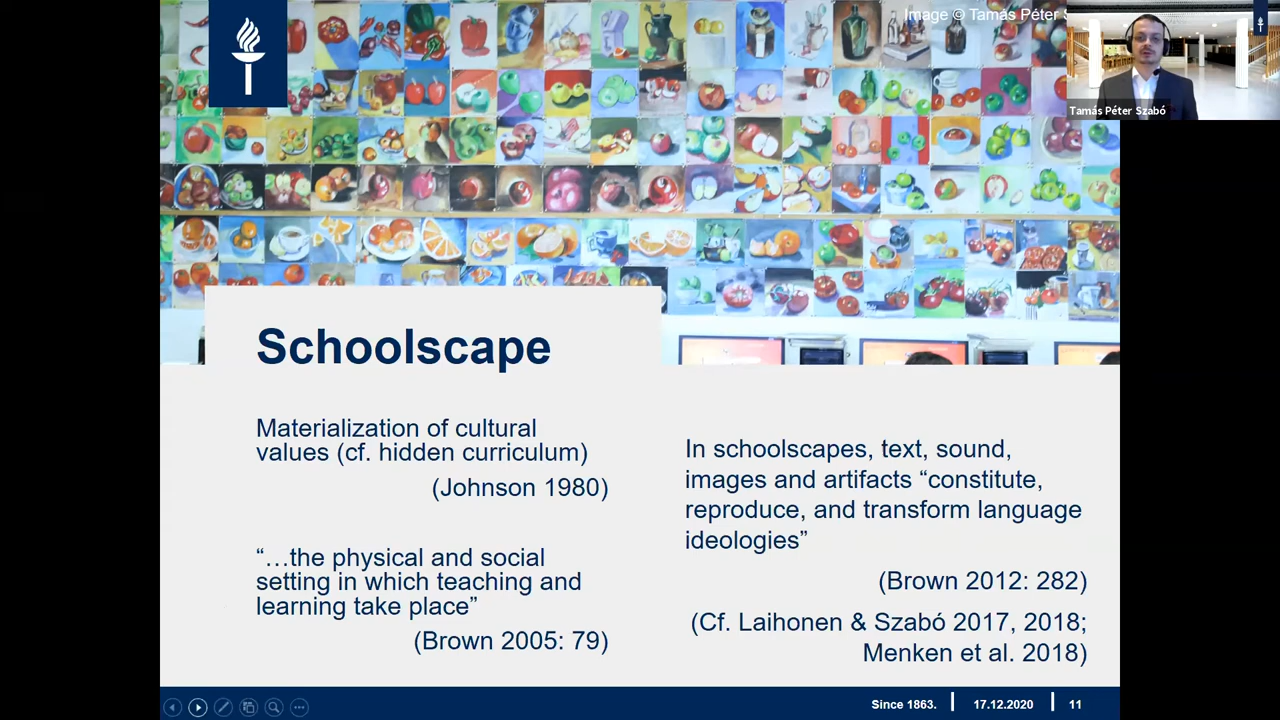 Image © Tamás Péter S
Tamás Péter Szabó
Schoolscape
Materialization of cultural
values (cf. hidden curriculum)
(Johnson 1980)
“…the physical and social
setting in which teaching and
learning take place”
(Brown 2005: 79)
In schoolscapes, text, sound,
images and artifacts “constitute,
reproduce, and transform language
ideologies”
(Brown 2012: 282)
(Cf. Laihonen & Szabó 2017, 2018;
Menken et al. 2018)
Since 1863.
17.12.2020
11